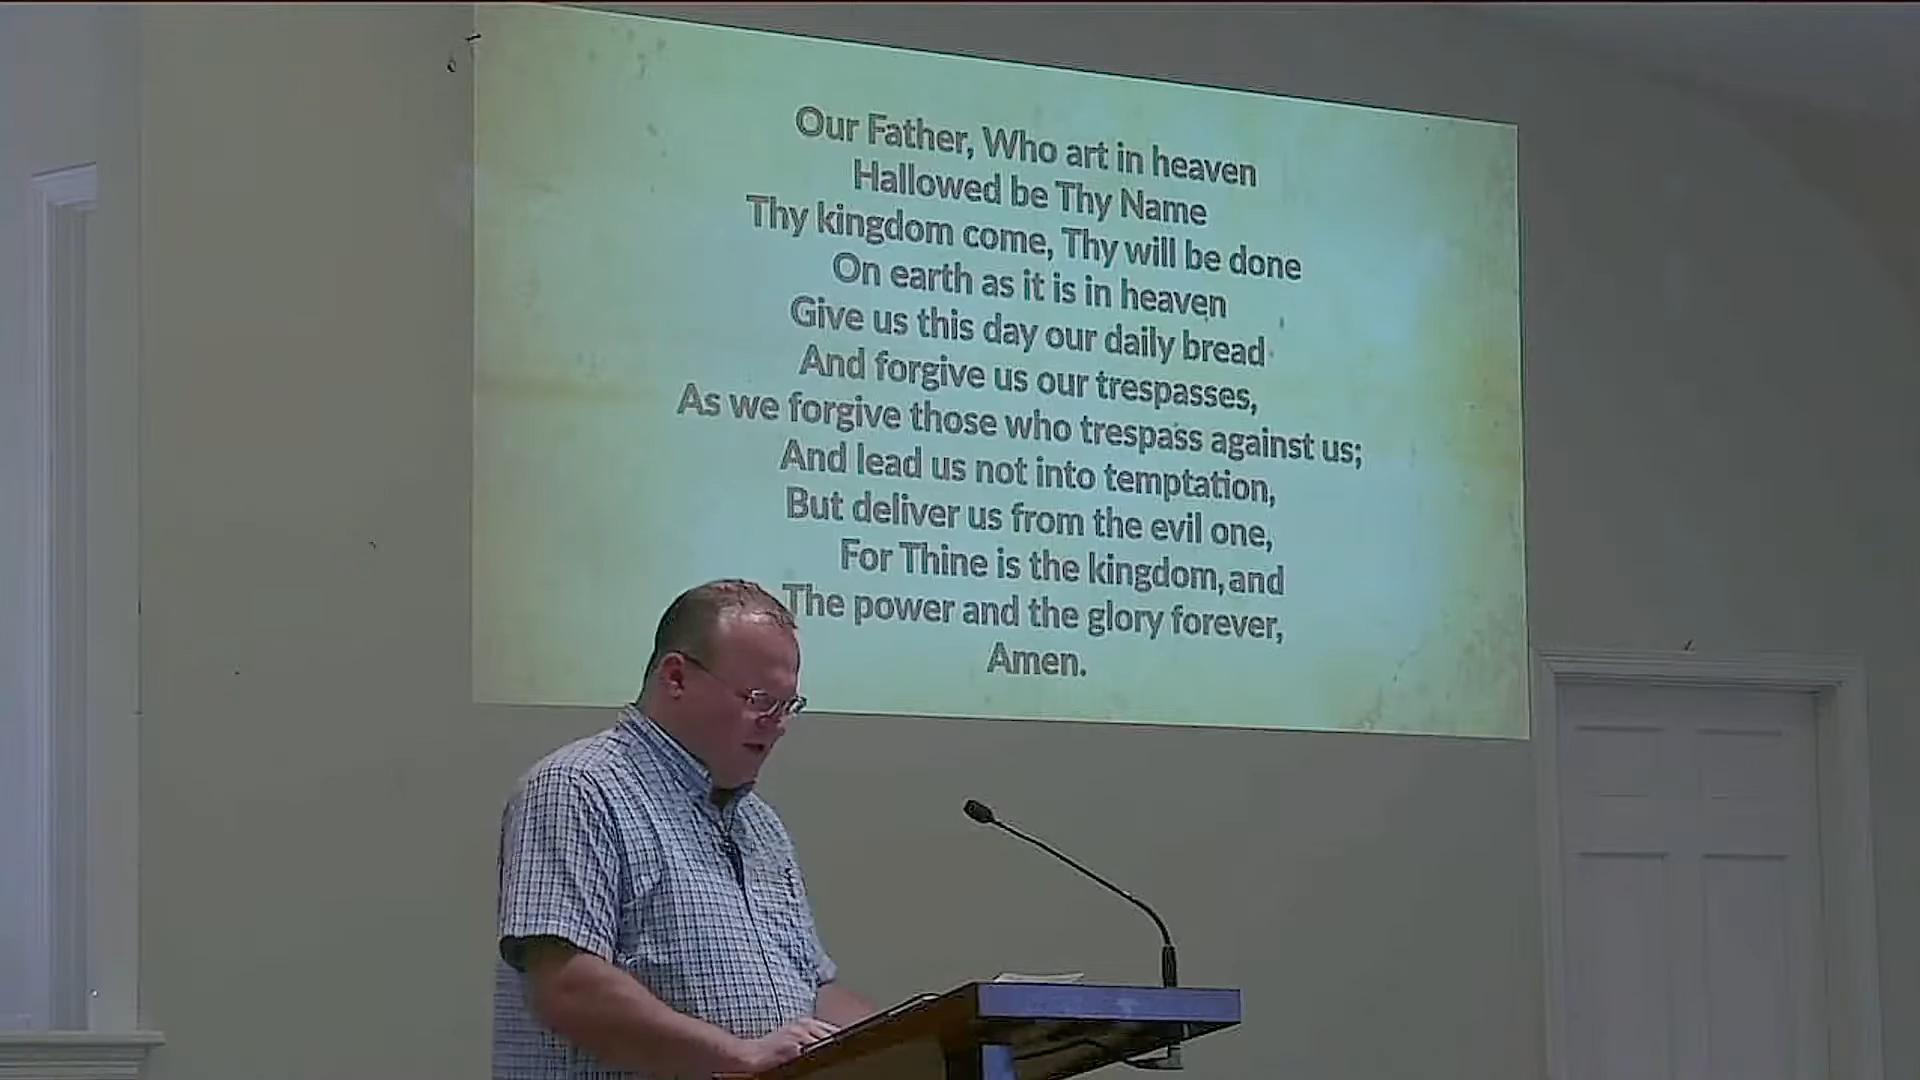 Our Father, Who art in heaven
Hallowed be Thy Name
Thy kingdom come, Thy will be done
On earth as it is in heaven
Give us this day our daily bread
And forgive us our trespasses,
As we forgive those who trespass against us;
And lead us not into temptation,
But deliver us from the evil one,
For Thine is the kingdom, and
The power and the glory forever,
Amen.